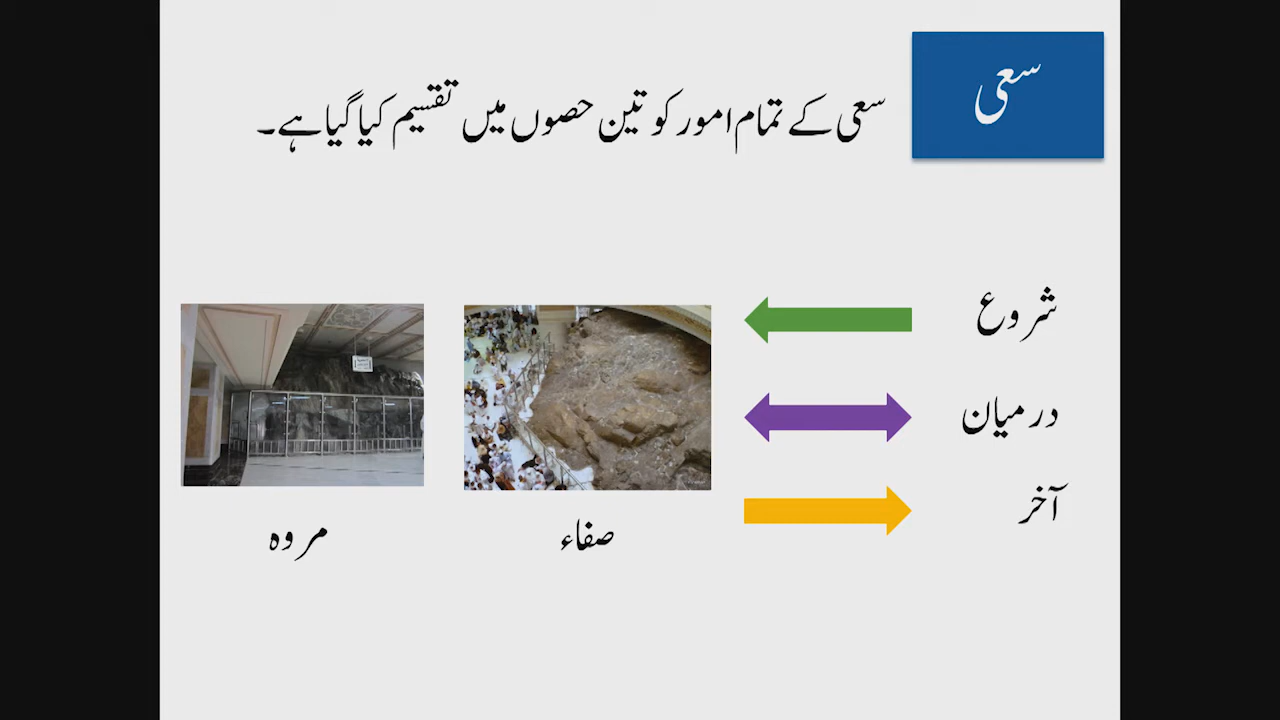 سعی
سعی کے تمام امور کو تین حصوں میں تقسیم کیا گیا ہے۔
شروع
درمیان
آخر
صفاء
مروہ